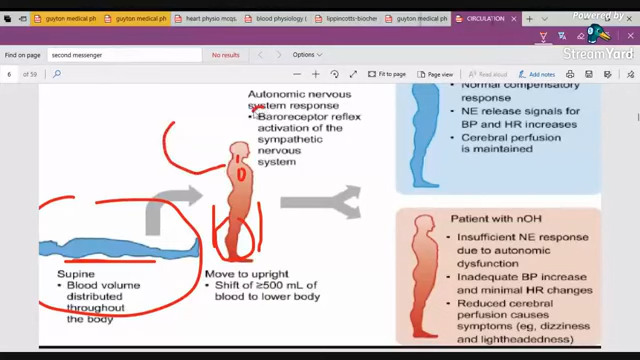 guyton medical ph
guyton medical ph
heart physio mcqs.
blood physiology (
lippincotts-biocher
guyton medical ph
CIRCULATION
Powered by
StreamYard
Find on page
second messenger
No results
Options
6
of 59
Fit to page
Read aloud
Add notes
Autonomic nervous
system response
• Baroreceptor reflex
activation of the
sympathetic
nervous
system
Normal compensatory
response
• NE release signals for
BP and HR increases
• Cerebral perfusion
is maintained
Supine
• Blood volume
distributed
throughout
the body
Move to upright
• Shift of ≥500 mL of
blood to lower body
Patient with nOH
• Insufficient NE response
due to autonomic
dysfunction
• Inadequate BP increase
and minimal HR changes
• Reduced cerebral
perfusion causes
symptoms (eg, dizziness
and lightheadedness)